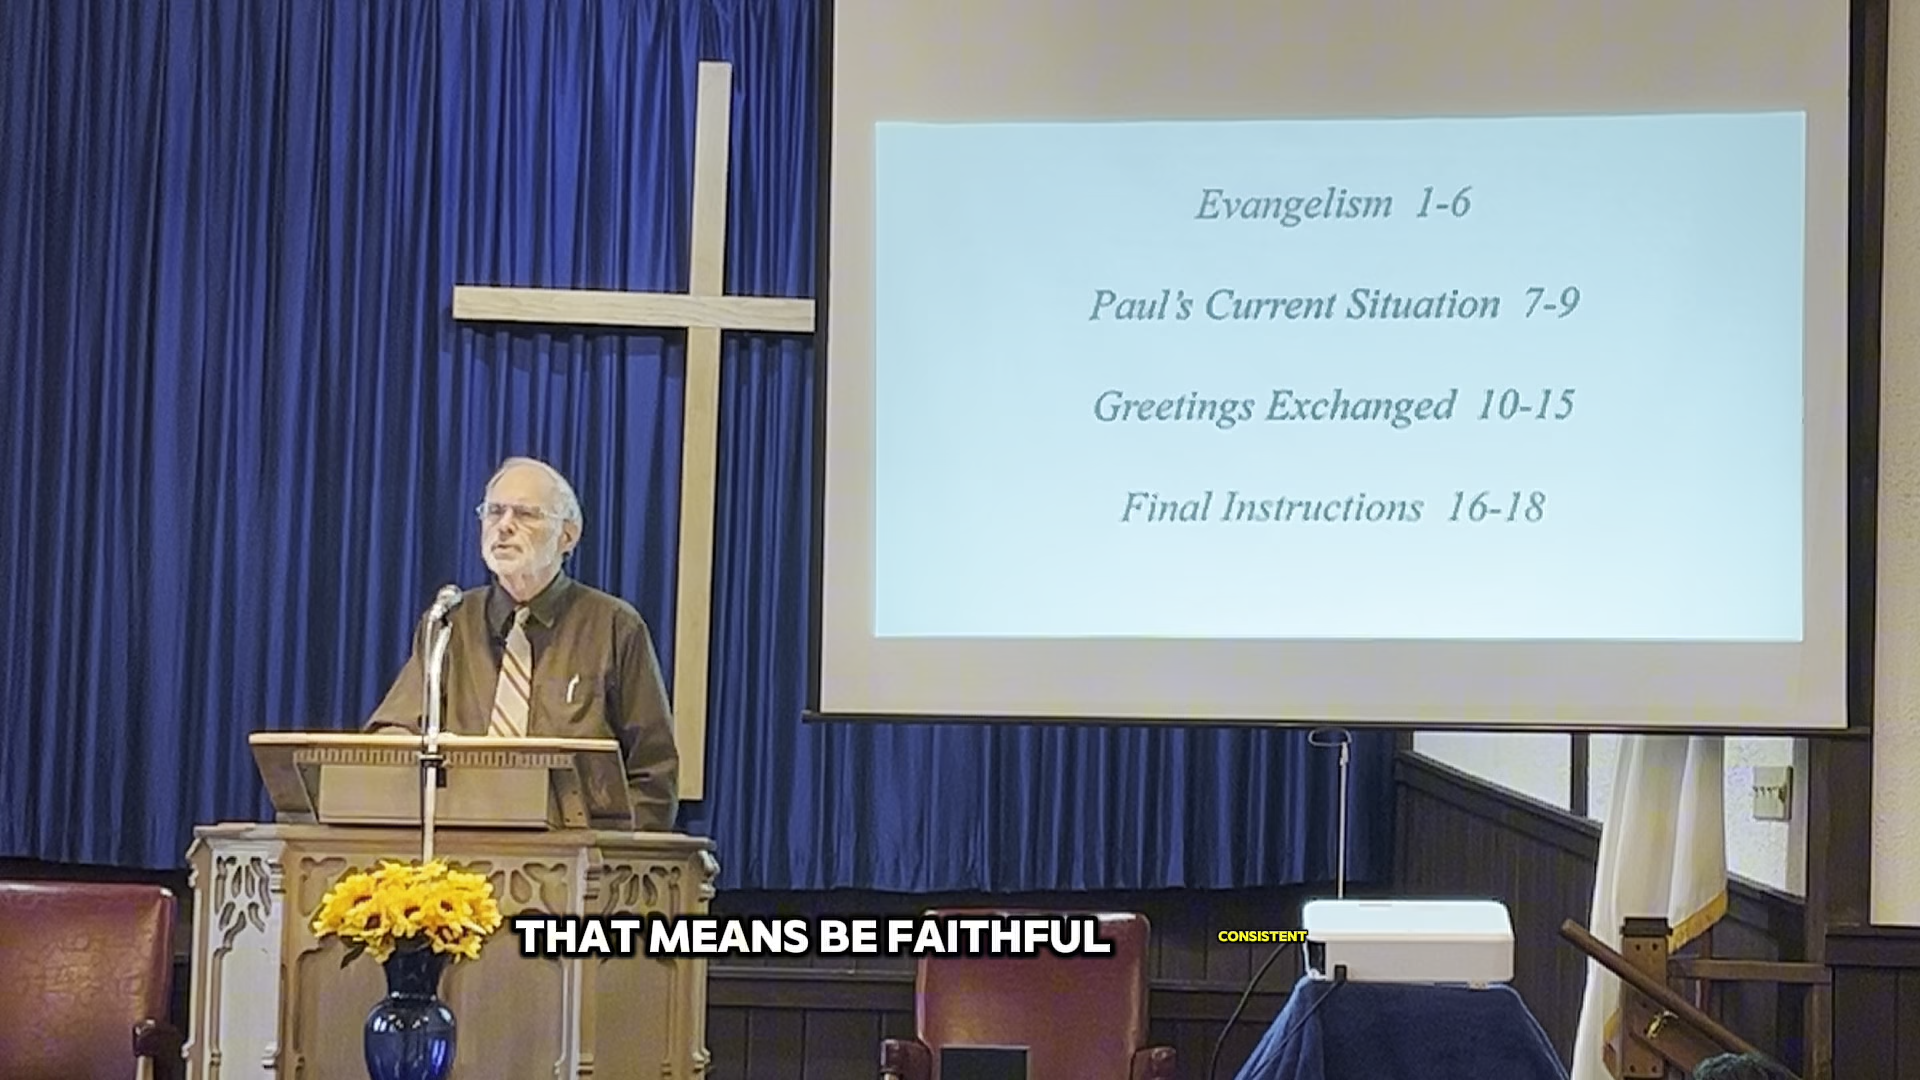 Evangelism 1-6
Paul's Current Situation 7-9
Greetings Exchanged 10-15
Final Instructions 16-18
THAT MEANS BE FAITHFUL CONSISTENT